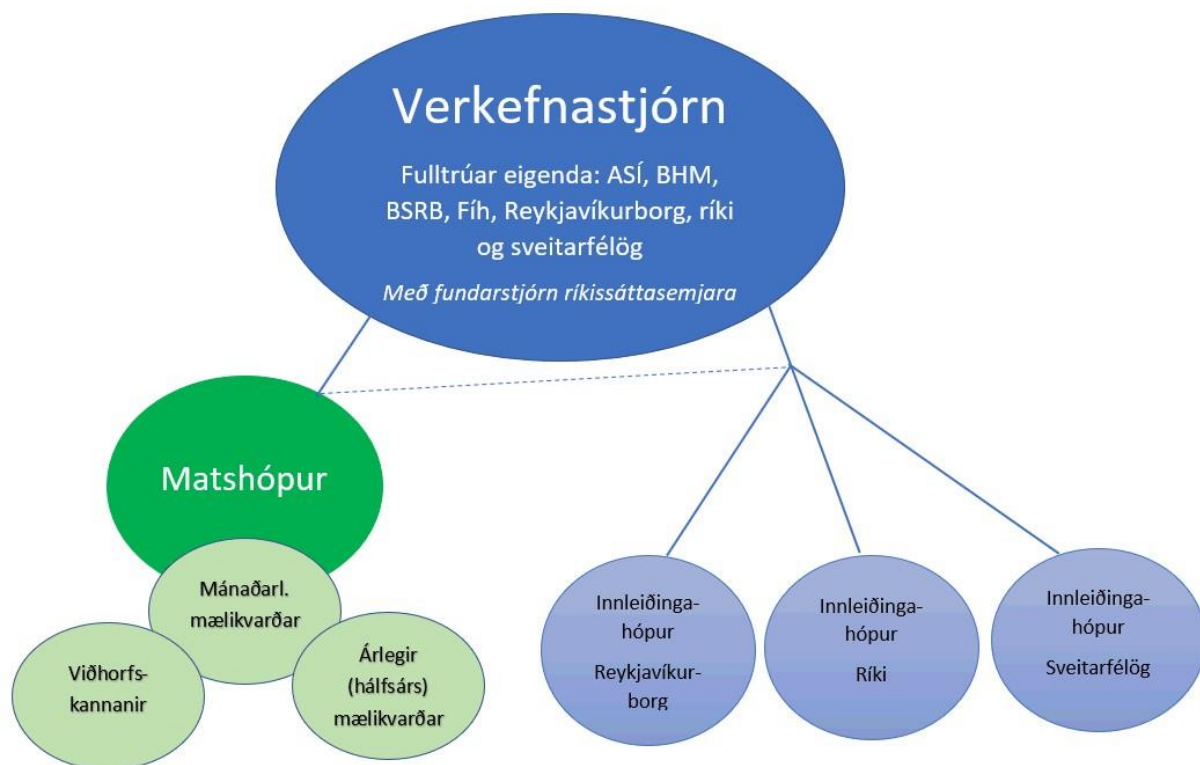 Verkefnastjórn
Fulltrúar eigenda: ASÍ, BHM,
BSRB, Fíh, Reykjavíkurborg, ríki
og sveitarfélög
Með fundarstjórn ríkissáttasemjara
Matshópur
Mánaðarl.
mælikvarðar
Viðhorfs-
kannanir
Árlegir
(hálfsárs)
mælikvarðar
Innleiðinga-
hópur
Reykjavíkur-
borg
Innleiðinga-
hópur
Ríki
Innleiðinga-
hópur
Sveitarfélög